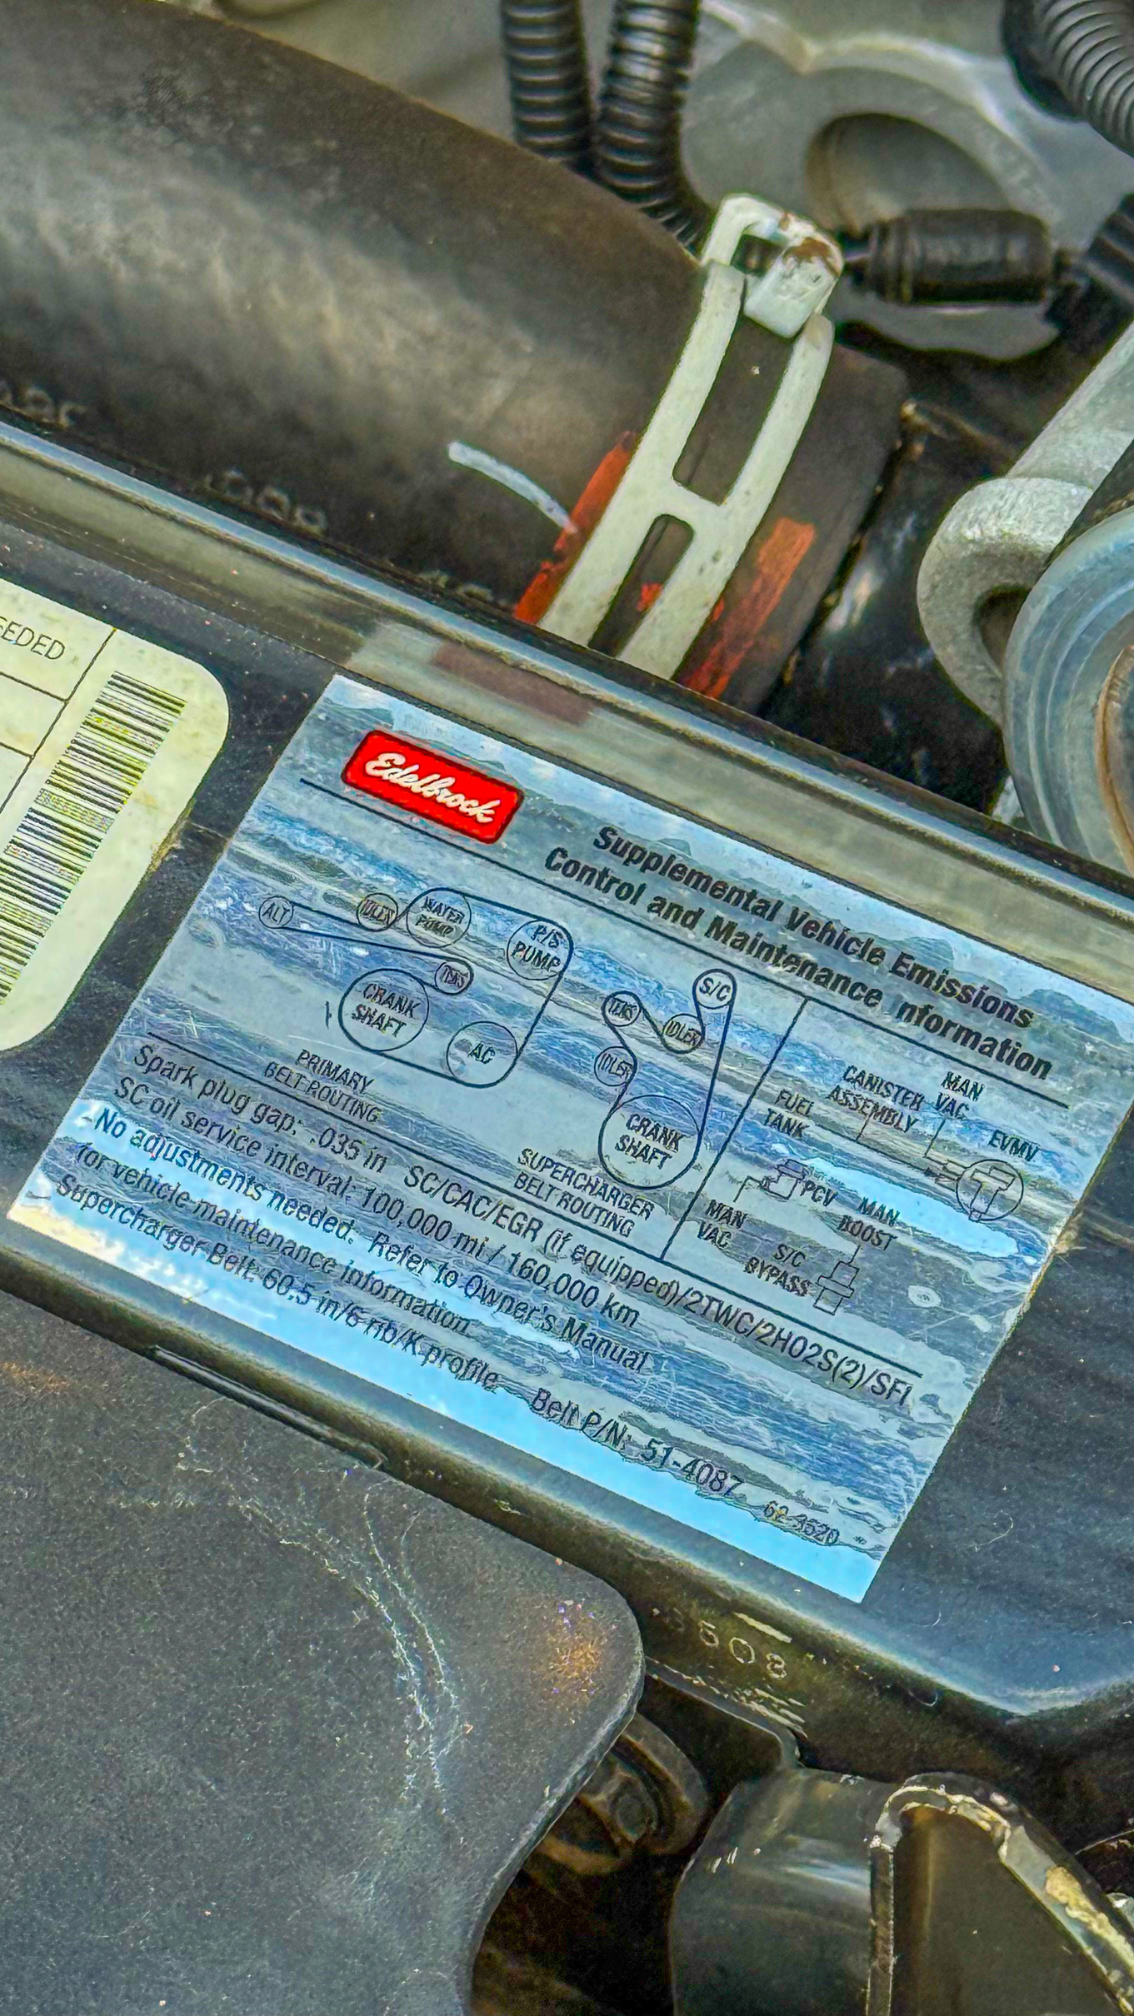 EEDED
Edelbrock
Supplemental Vehicle Emissions
Control and Maintenance nformation
ALT
IDLER
WATER
PUMP
P/S
PUMP
TENS
CRANK
SHAFT
AC
PRIMARY
BELT ROUTING
S/C
TENS
IDLER
IDLER
CRANK
SHAFT
SUPERCHARGER
BELT ROUTING
FUEL
TANK
CANISTER
ASSEMBLY
MAN
VAC
EVMV
PCV
MAN
VAC
MAN
BOOST
S/C
BYPASS
Spark plug gap: .035 in SC/CAC/EGR (if equipped)/2TWC/2HO2S(2)/SFI
SC oil service interval: 100,000 mi / 160,000 km
- No adjustments needed. Refer to Owner's Manual
for vehicle maintenance information
Supercharger Belt: 60.5 in/6 rib/K profile Belt P/N: 51-4087